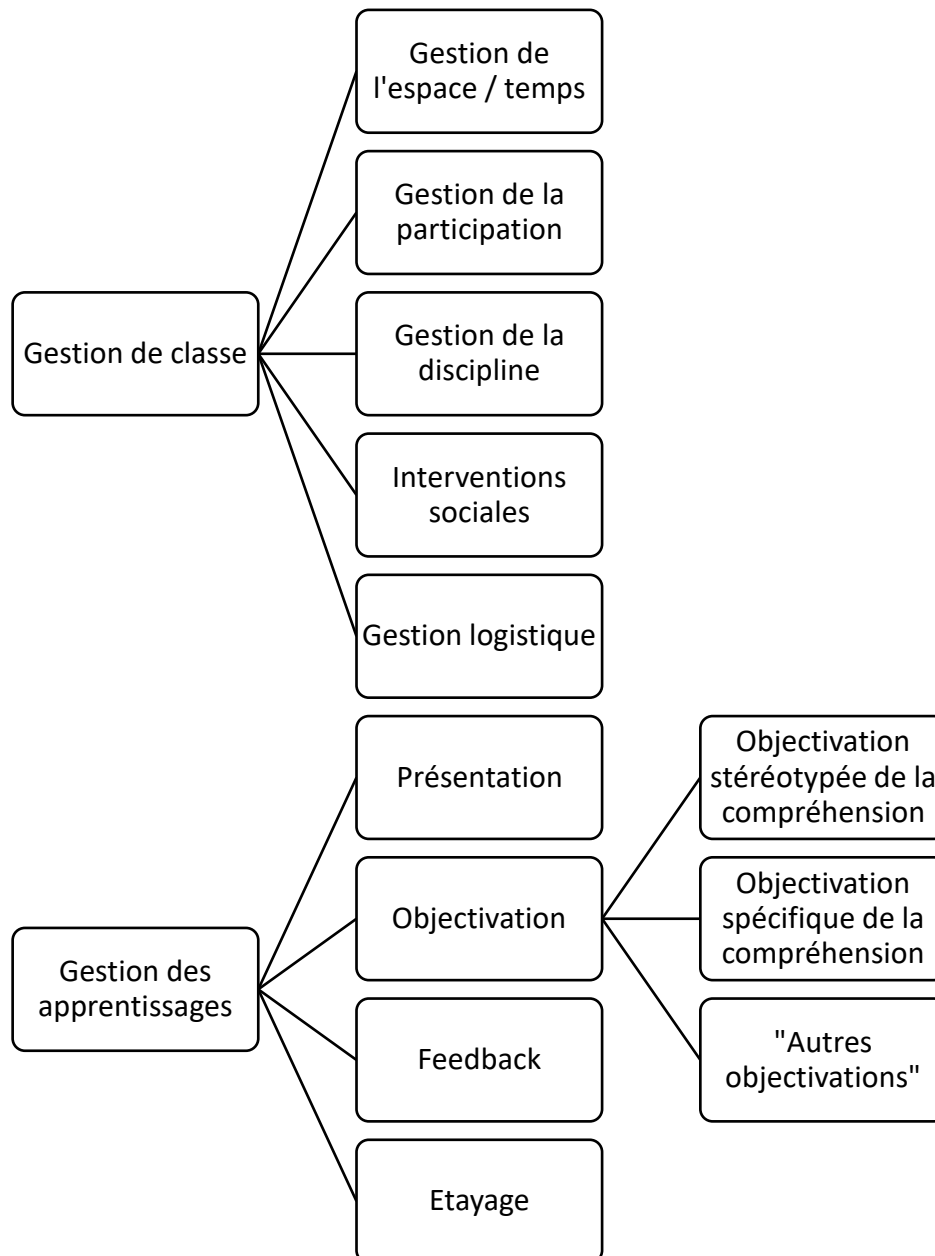 Gestion de
l'espace / temps
Gestion de la
participation
Gestion de classe
Gestion de la
discipline
Interventions
sociales
Gestion logistique
Présentation
Objectivation
stéréotypée de la
compréhension
Objectivation
Objectivation
spécifique de la
compréhension
Gestion des
apprentissages
Feedback
"Autres
objectivations"
Etayage